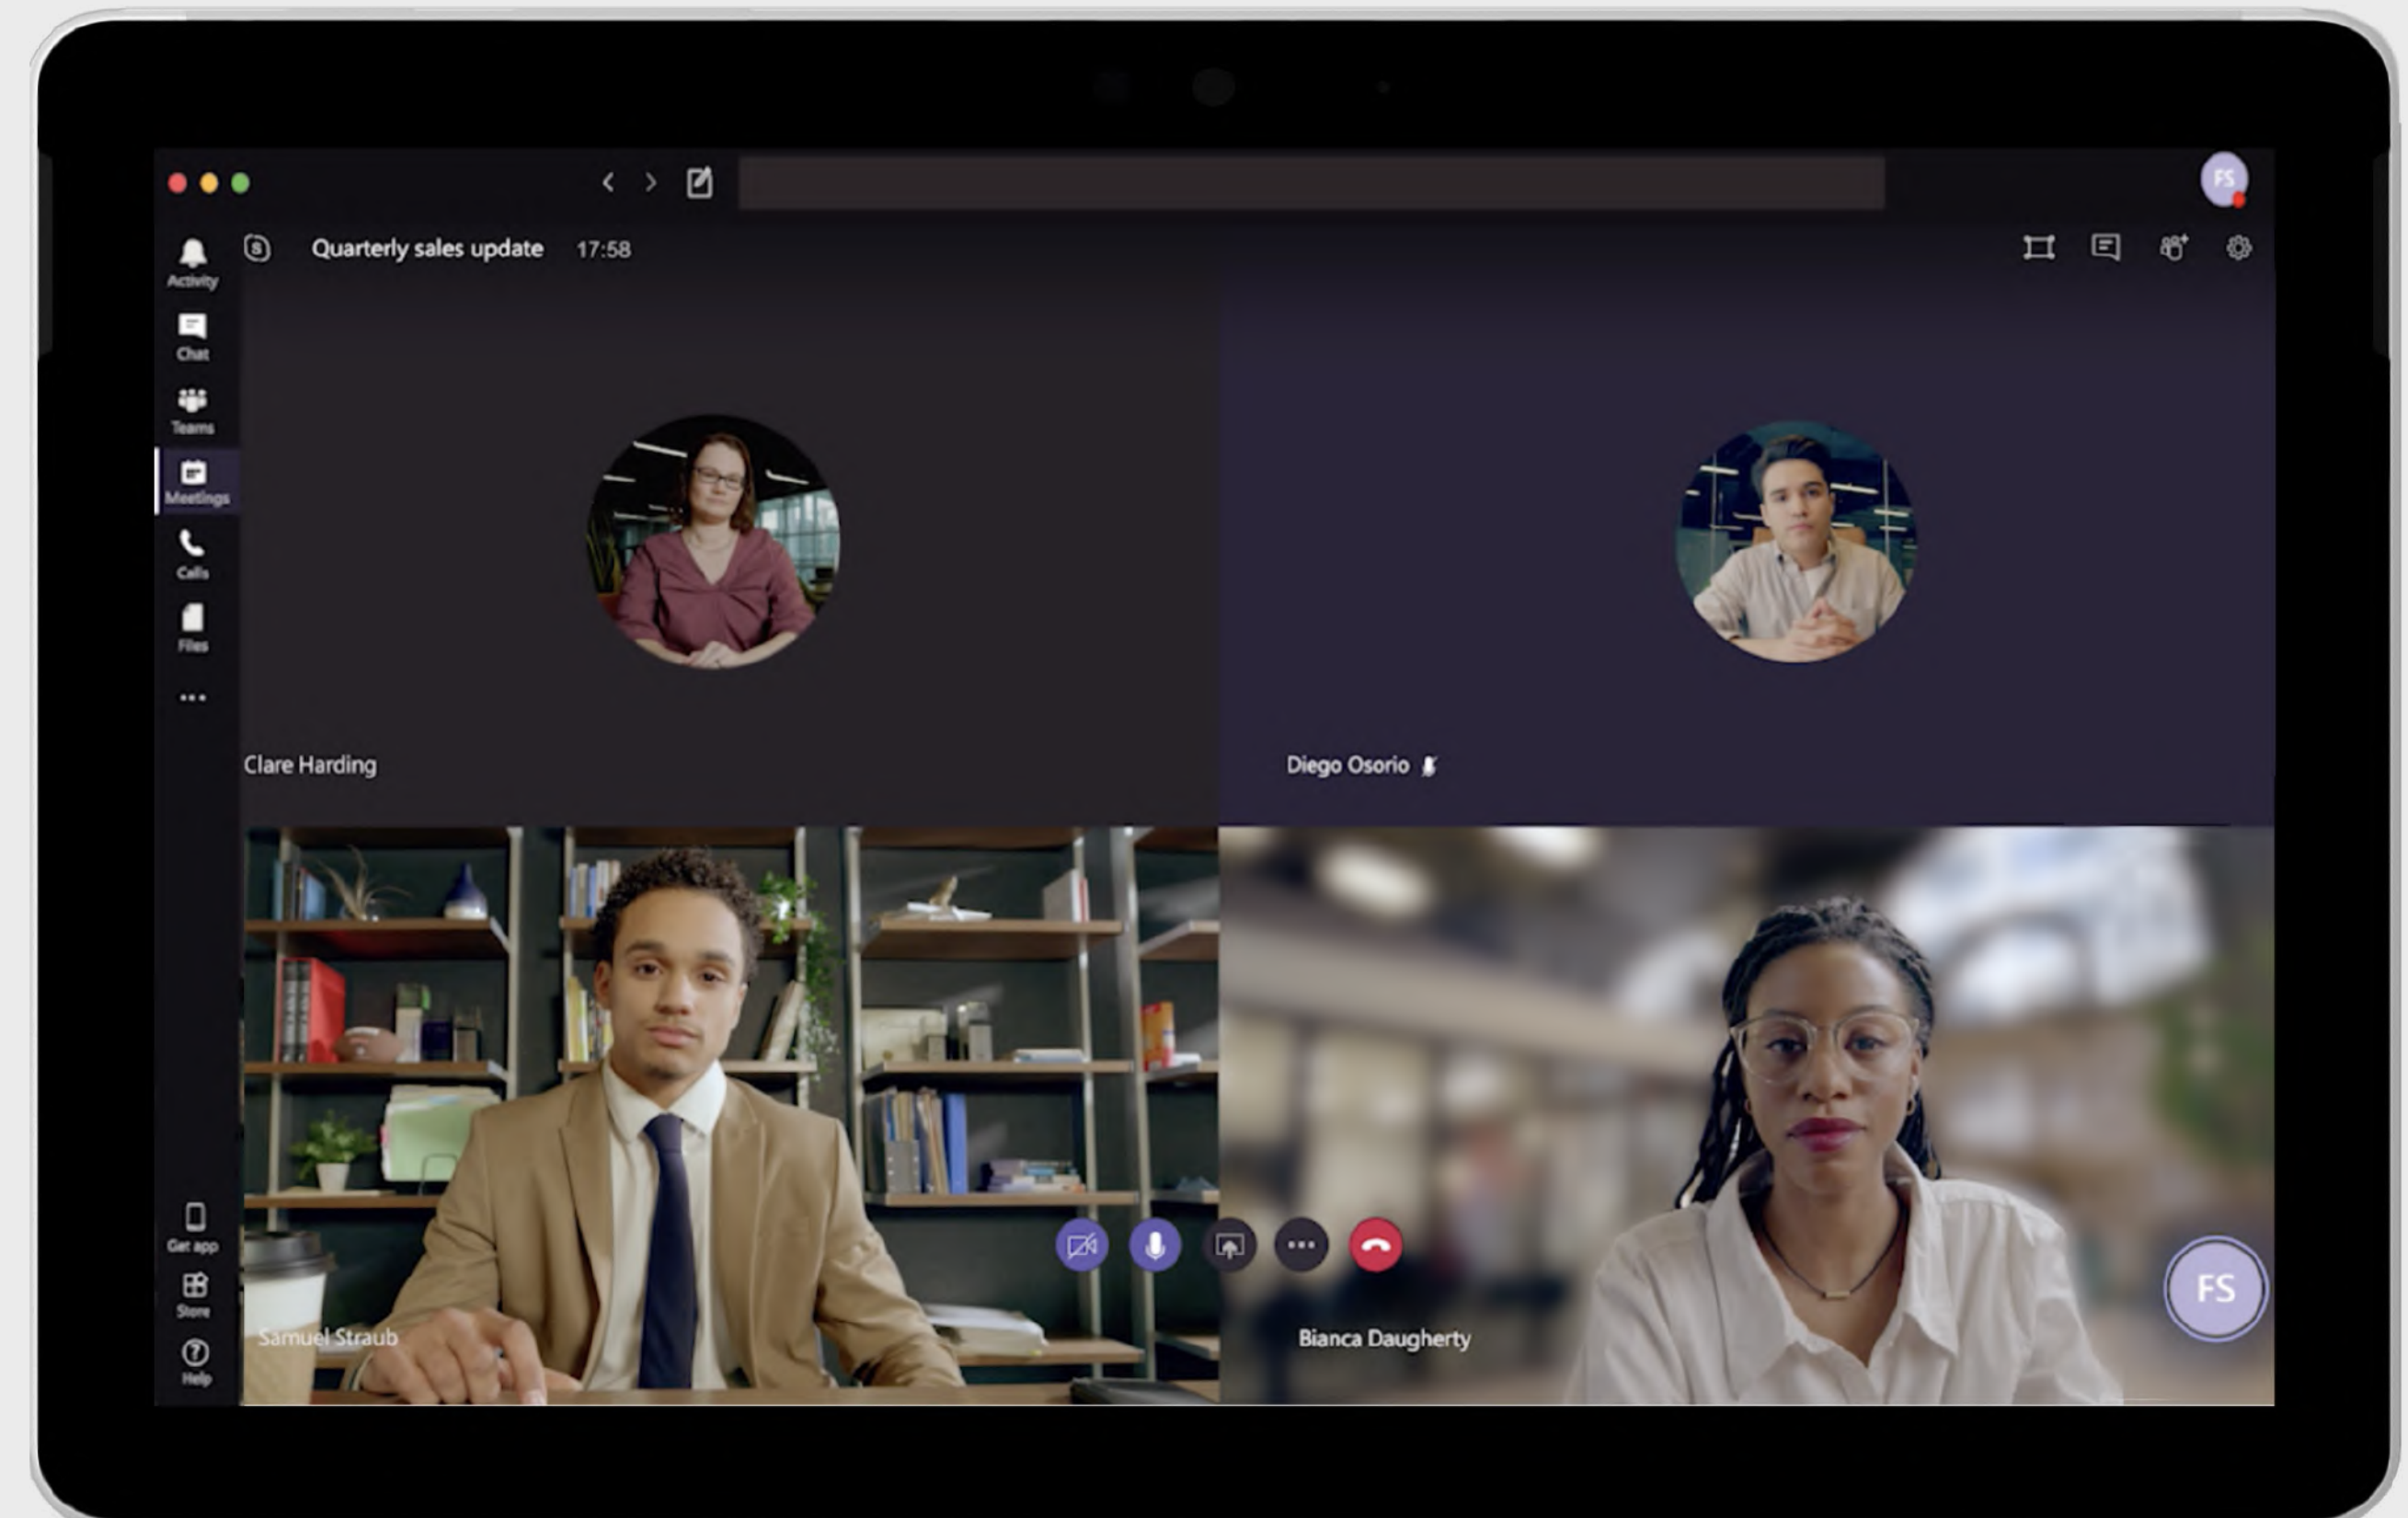 FS
Quarterly sales update 17:58
Activity
Chat
Teams
Meetings
Calls
Files
Clare Harding
Diego Osorio
Get app
Store
Help
Samuel Straub
Bianca Daugherty
FS